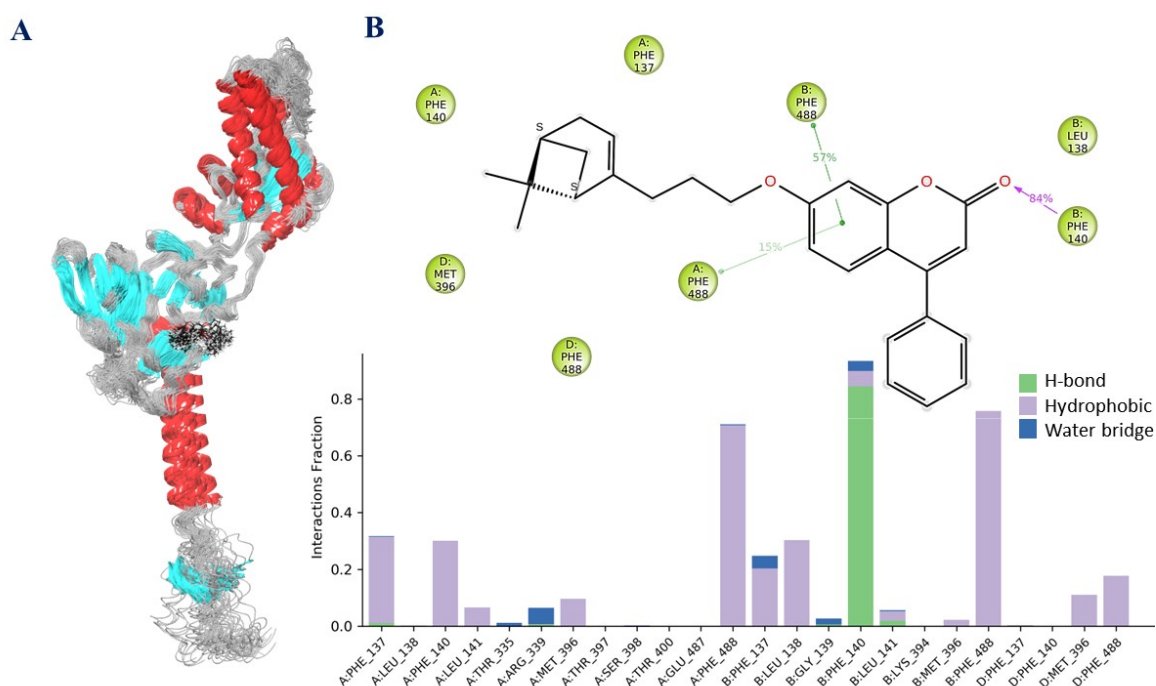 A
B
A:
PHE
137
A:
PHE
140
B:
PHE
488
B:
LEU
138
S
57%
S
O
O
O
84%
B:
PHE
140
15%
D:
MET
396
A:
PHE
488
D:
PHE
488
H-bond
Hydrophobic
Water bridge
Interactions Fraction
0.8
0.6
0.4
0.2
0.0
A:PHE_137
A:LEU_138
A:PHE_140
A:LEU_141
A:THR_335
A:ARG_339
A:MET_396
A:THR_397
A:SER_398
A:THR_400
A:GLU_487
A:PHE_488
B:PHE_137
B:LEU_138
B:GLY_139
B:PHE_140
B:LEU_141
B:LYS_394
B:MET_396
B:PHE_488
D:PHE_137
D:PHE_140
D:MET_396
D:PHE_488